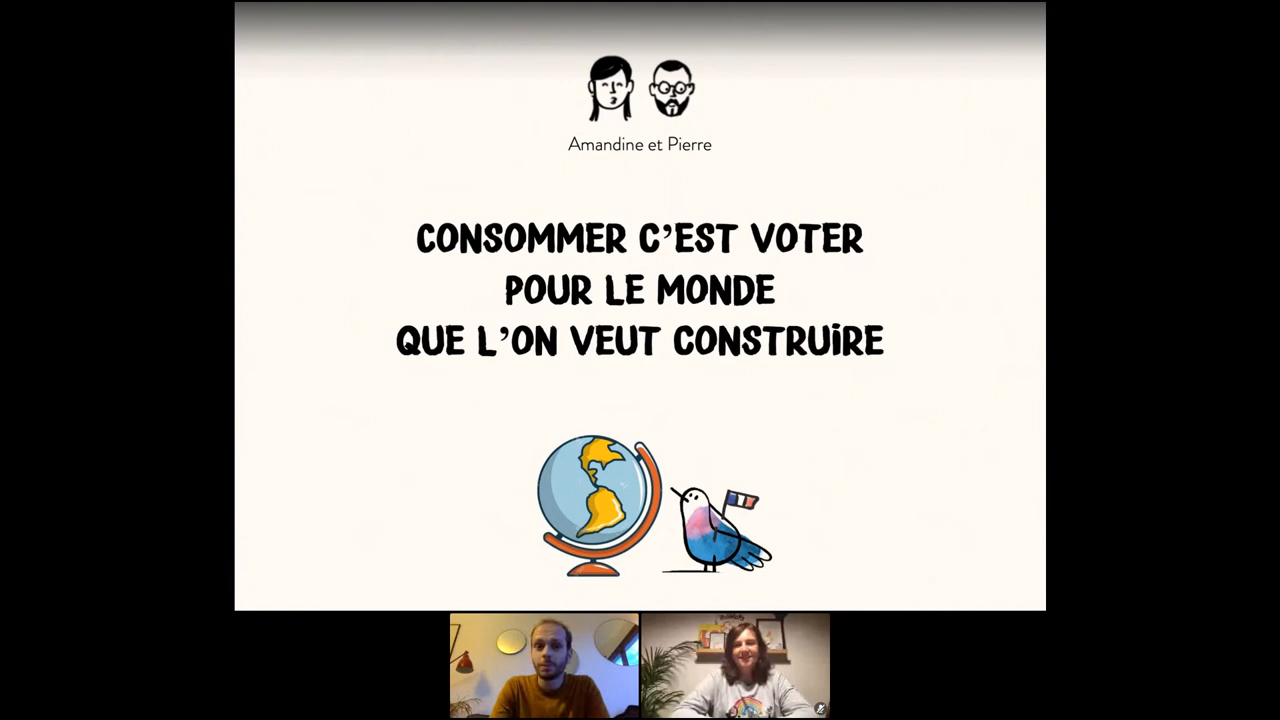 Amandine et Pierre
CONSOMMER C'EST VOTER
POUR LE MONDE
QUE L'ON VEUT CONSTRUIRE